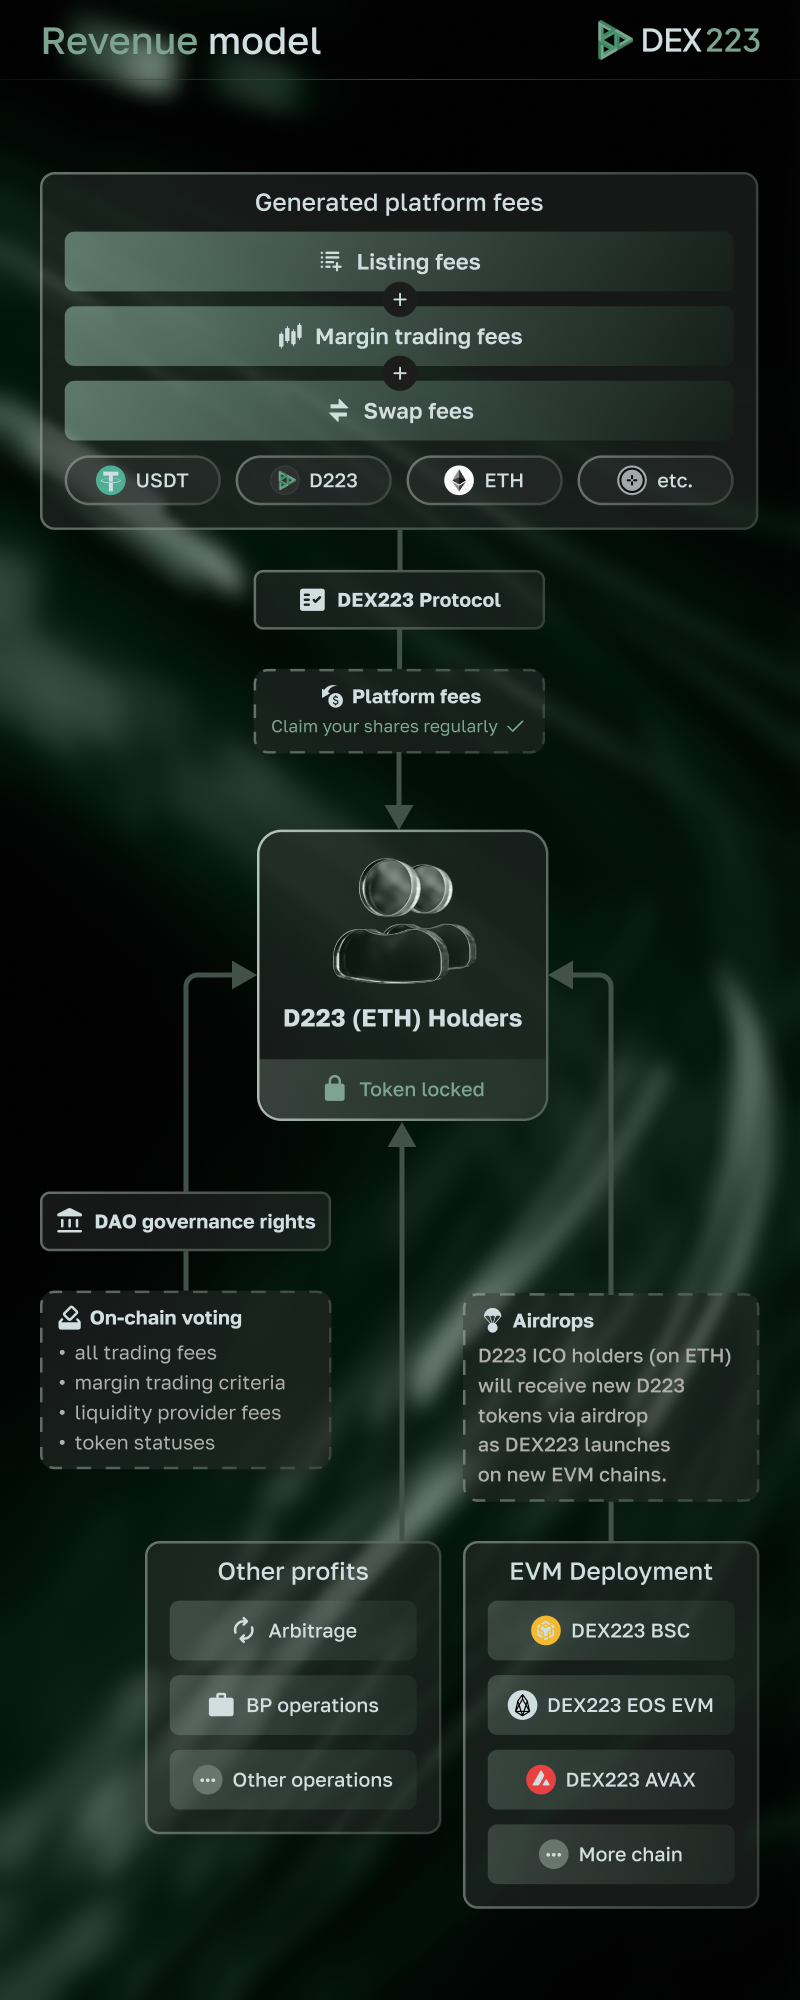 Revenue model
DEX223
Generated platform fees
Listing fees
+
Margin trading fees
+
Swap fees
USDT
D223
ETH
etc.
DEX223 Protocol
Platform fees
Claim your shares regularly
D223 (ETH) Holders
Token locked
DAO governance rights
On-chain voting
• all trading fees
• margin trading criteria
• liquidity provider fees
• token statuses
Airdrops
D223 ICO holders (on ETH)
will receive new D223
tokens via airdrop
as DEX223 launches
on new EVM chains.
Other profits
Arbitrage
BP operations
Other operations
EVM Deployment
DEX223 BSC
DEX223 EOS EVM
DEX223 AVAX
More chain